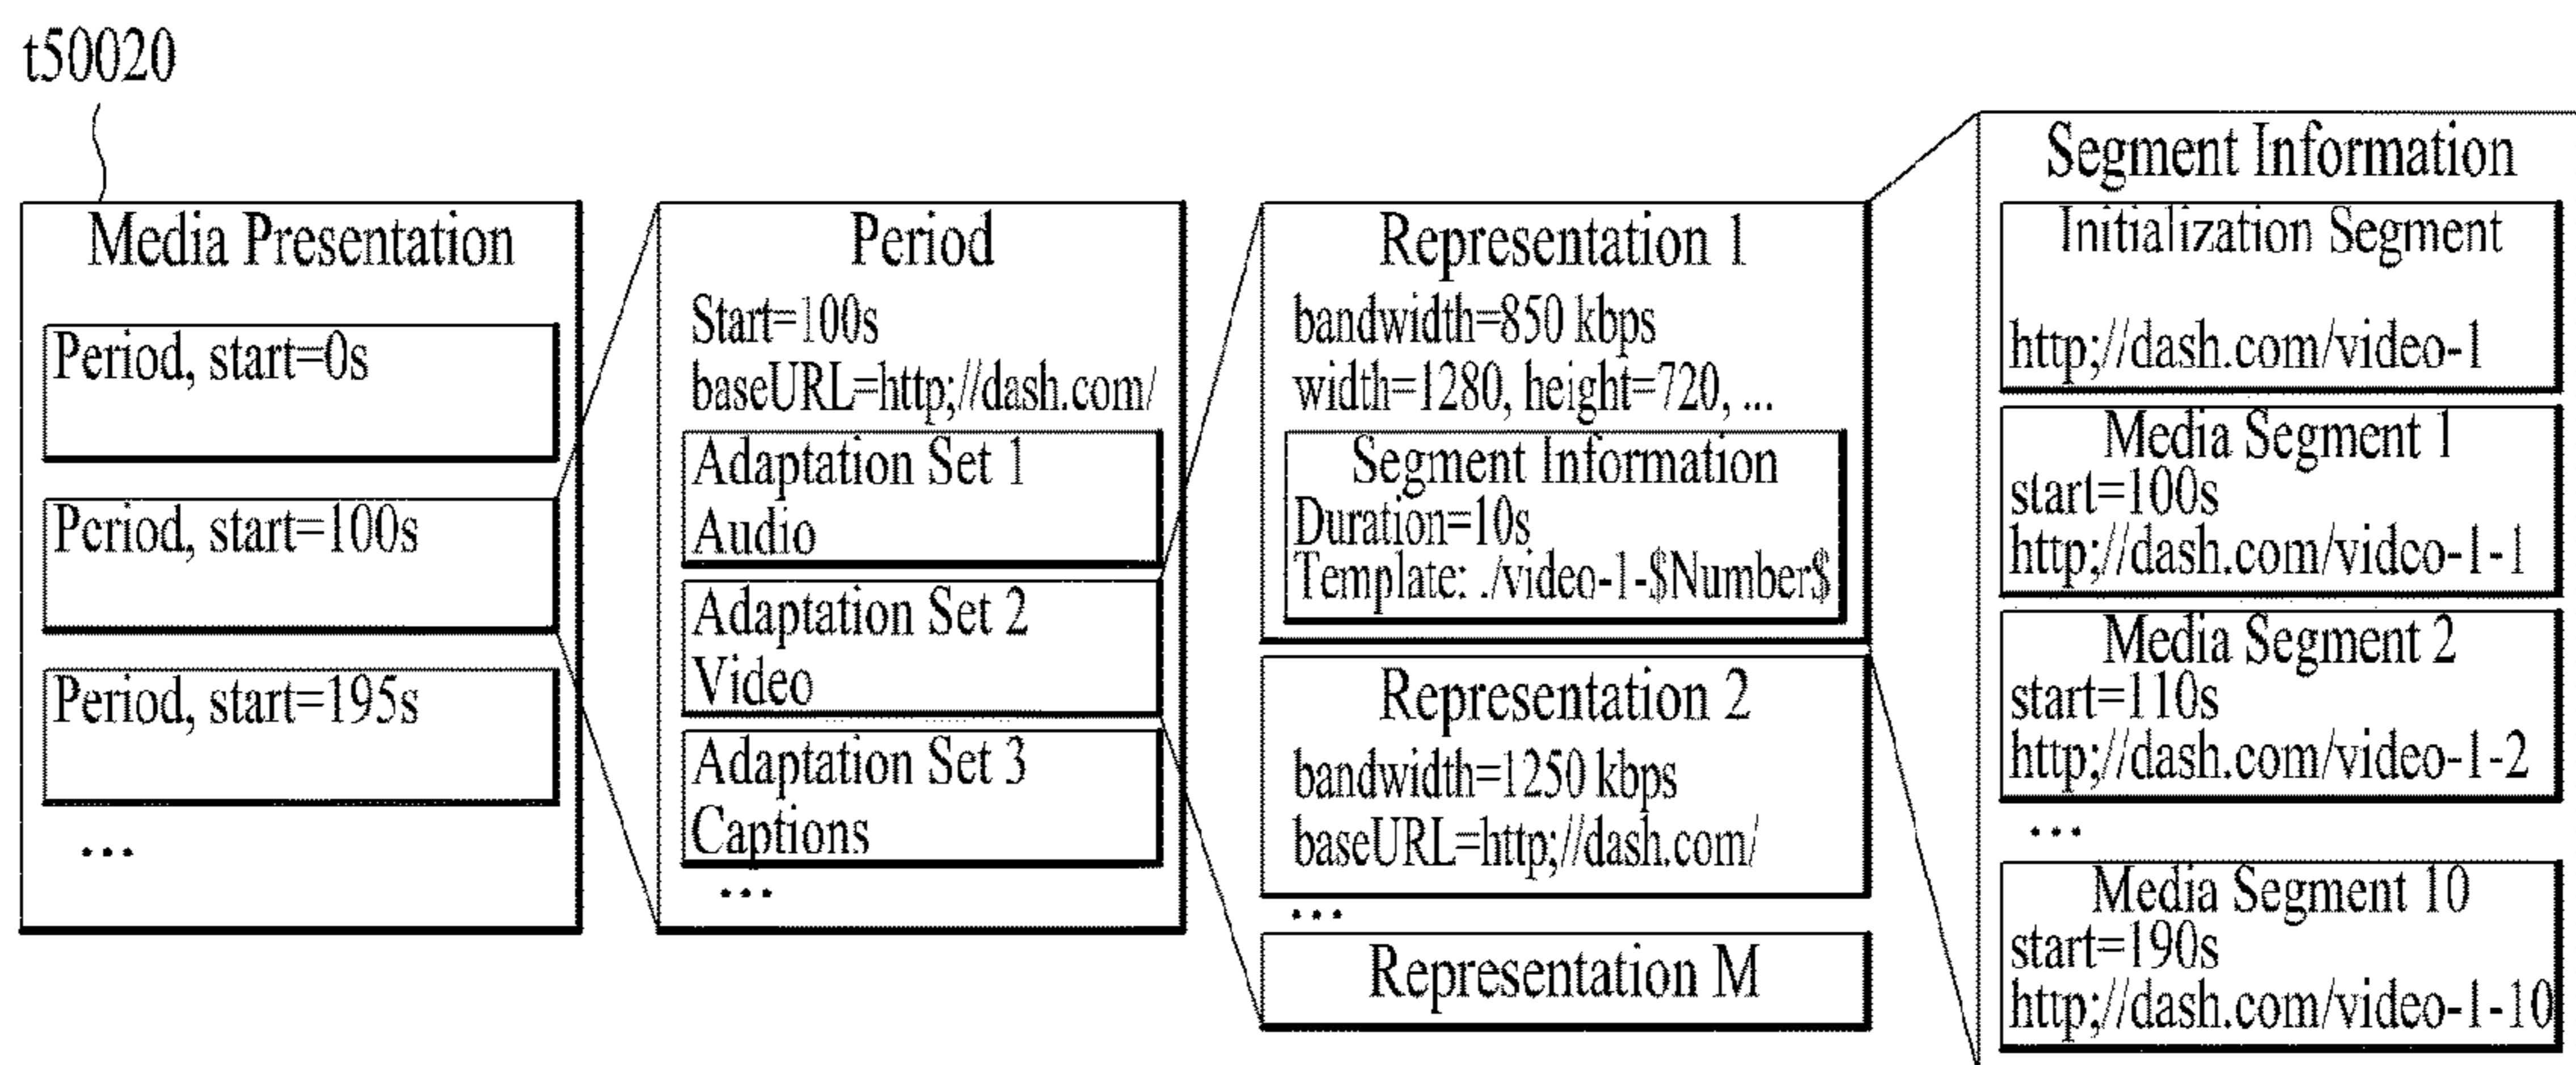 t50020
Media Presentation
Period, start=0s
Period, start=100s
Period, start=195s
...
Period
Start=100s
baseURL=http;//dash.com/
Adaptation Set 1
Audio
Adaptation Set 2
Video
Adaptation Set 3
Captions
...
Representation 1
bandwidth=850 kbps
width=1280, height=720, ...
Segment Information
Duration=10s
Template: ./video-1-$Number$
Representation 2
bandwidth=1250 kbps
baseURL=http;//dash.com/
...
Representation M
Segment Information
Initialization Segment
http;//dash.com/video-1
Media Segment 1
start=100s
http;//dash.com/video-1-1
Media Segment 2
start=110s
http;//dash.com/video-1-2
...
Media Segment 10
start=190s
http;//dash.com/video-1-10